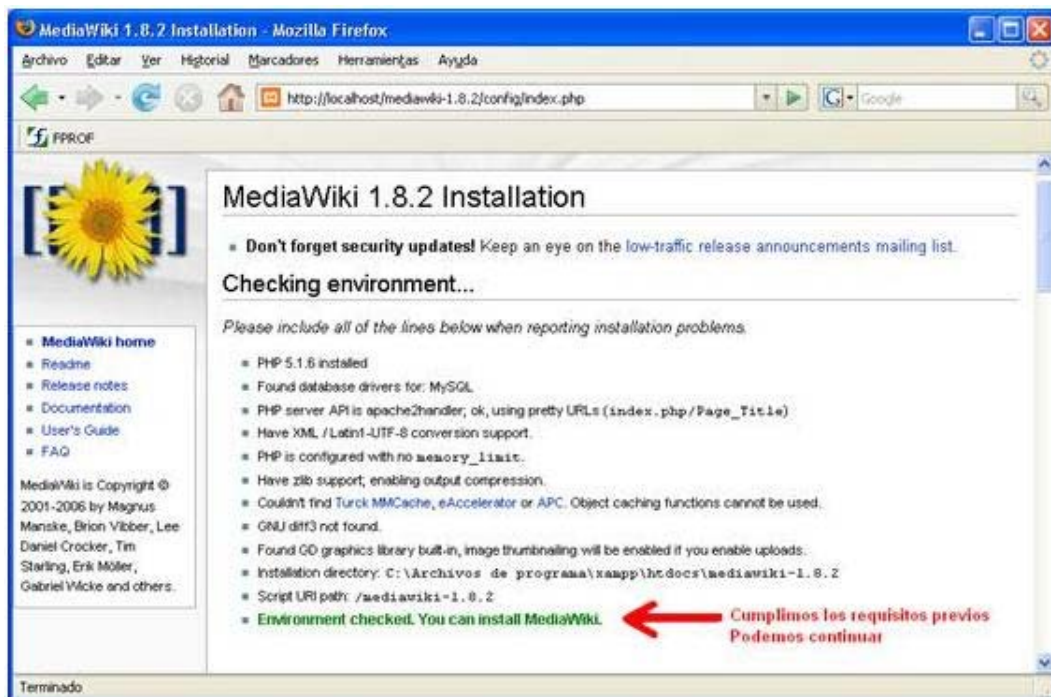 MediaWiki 1.8.2 Installation - Mozilla Firefox
Archivo Editar Ver Historial Marcadores Herramientas Ayuda
http://localhost/mediawiki-1.8.2/config/index.php
G Google
FPROF
MediaWiki 1.8.2 Installation
Don't forget security updates! Keep an eye on the low-traffic release announcements mailing list.
Checking environment...
Please include all of the lines below when reporting installation problems.
PHP 5.1.6 installed
Found database drivers for: MySQL
PHP server API is apache2handler; ok, using pretty URLs (index.php/Page_Title)
Have XML / Latin1-UTF-8 conversion support.
PHP is configured with no memory_limit.
Have zlib support; enabling output compression.
Couldn't find Turck MMCache, eAccelerator or APC. Object caching functions cannot be used.
GNU diff3 not found.
Found GD graphics library built-in, image thumbnailing will be enabled if you enable uploads.
Installation directory: C:\Archivos de programa\xampp\htdocs\mediawiki-1.8.2
Script URI path: /mediawiki-1.8.2
Environment checked. You can install MediaWiki.
Cumplimos los requisitos previos
Podemos continuar
MediaWiki home
Readme
Release notes
Documentation
User's Guide
FAQ
MediaWiki is Copyright ©
2001-2006 by Magnus
Manske, Brion Vibber, Lee
Daniel Crocker, Tim
Starling, Erik Möller,
Gabriel Wicke and others.
Terminado